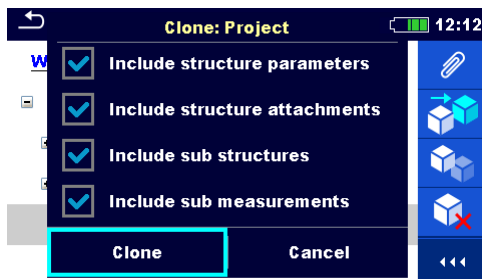 Clone: Project
12:12
W
Include structure parameters
Include structure attachments
Include sub structures
Include sub measurements
Clone
Cancel